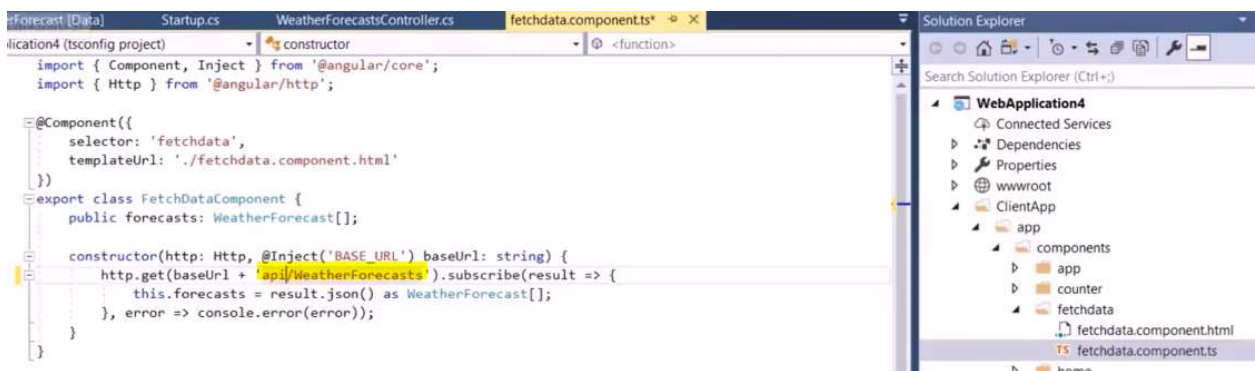 erForecast [Data] Startup.cs WeatherForecastsController.cs fetchdata.component.ts* Solution Explorer
lication4 (tsconfig project) constructor <function>
Search Solution Explorer (Ctrl+;)
import { Component, Inject } from '@angular/core';
import { Http } from '@angular/http';
@Component({
selector: 'fetchdata',
templateUrl: './fetchdata.component.html'
})
export class FetchDataComponent {
public forecasts: WeatherForecast[];
constructor(http: Http, @Inject('BASE_URL') baseUrl: string) {
http.get(baseUrl + 'api/WeatherForecasts').subscribe(result => {
this.forecasts = result.json() as WeatherForecast[];
}, error => console.error(error));
}
}
WebApplication4
Connected Services
Dependencies
Properties
wwwroot
ClientApp
app
components
app
counter
fetchdata
fetchdata.component.html
TS fetchdata.component.ts
home